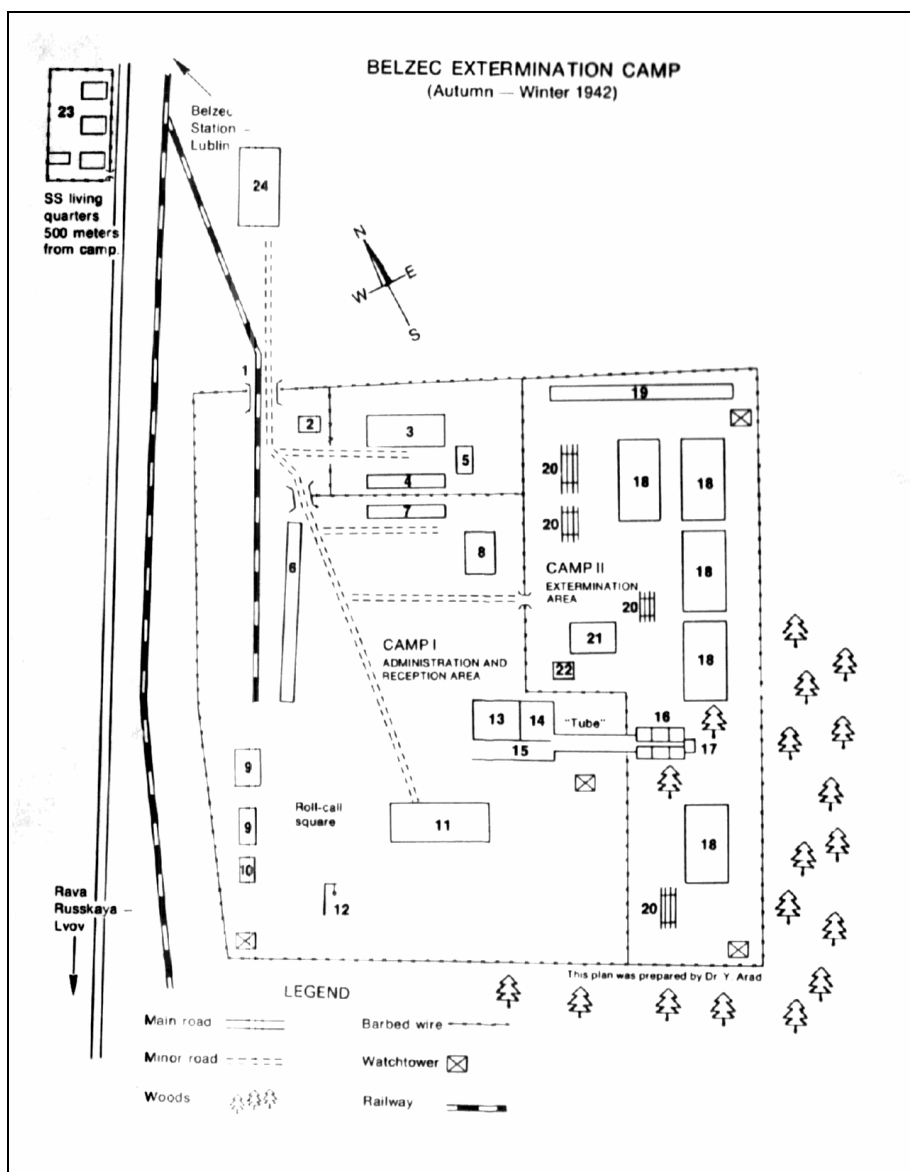 BELZEC EXTERMINATION CAMP
(Autumn — Winter 1942)
23
Belzec
Station –
Lublin
24
SS living
quarters
500 meters
from camp.
N
E
W
S
1
19
2
3
5
20
18
18
4
7
20
6
8
CAMP II
EXTERMINATION
AREA
18
20
21
CAMP I
ADMINISTRATION AND
RECEPTION AREA
22
18
13
14
"Tube"
16
15
17
9
Roll-call
square
9
11
18
10
12
20
Rava
Russkaya –
Lvov
This plan was prepared by Dr Y. Arad
LEGEND
Main road
Barbed wire
Minor road
Watchtower
Woods
Railway